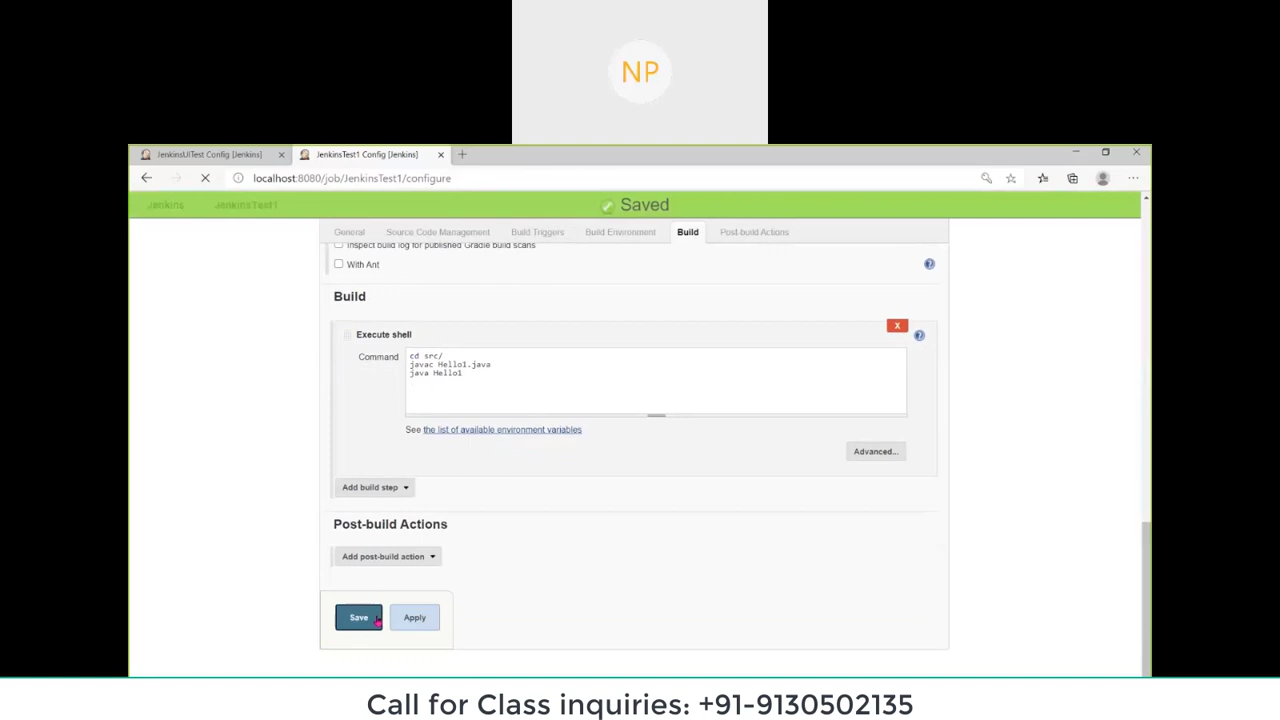 NP
JenkinsUITest Config [Jenkins]
JenkinsTest1 Config [Jenkins]
localhost:8080/job/JenkinsTest1/configure
Jenkins JenkinsTest1
Saved
General Source Code Management Build Triggers Build Environment Build Post-build Actions
Inspect build log for published Gradle build scans
With Ant
Build
Execute shell
X
Command
cd src/
javac Hello1.java
java Hello1
See the list of available environment variables
Advanced...
Add build step
Post-build Actions
Add post-build action
Save Apply
Call for Class inquiries: +91-9130502135